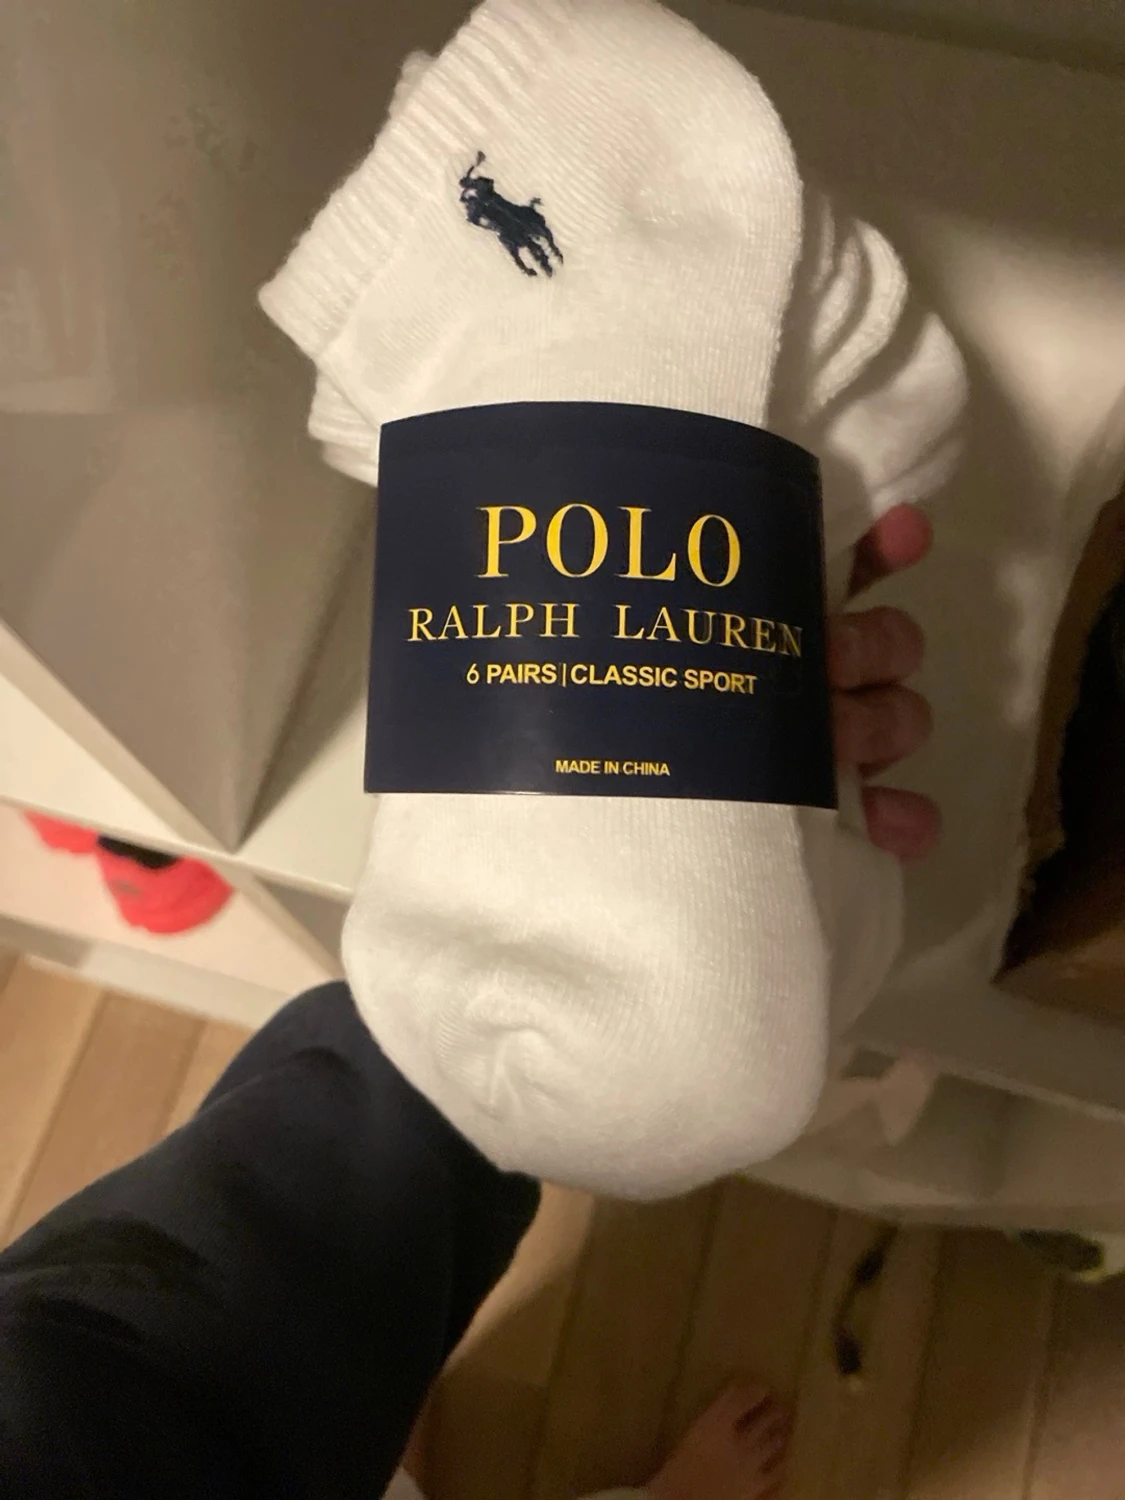 POLO
RALPH LAUREN
6 PAIRS|CLASSIC SPORT
MADE IN CHINA